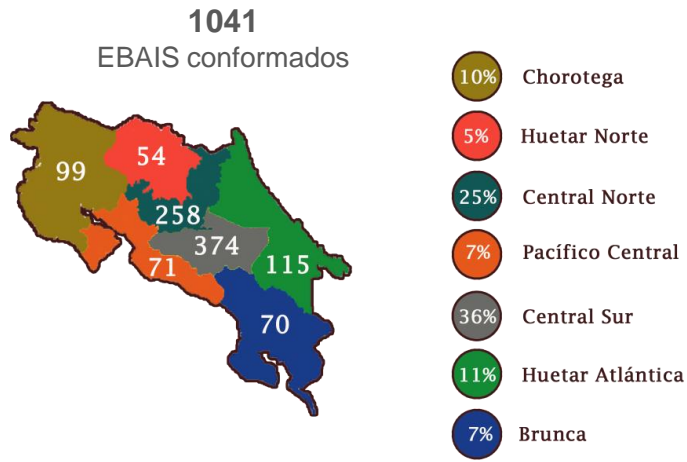 1041
EBAIS conformados
99
54
258
374
71
115
70
10% Chorotega
5% Huetar Norte
25% Central Norte
7% Pacífico Central
36% Central Sur
11% Huetar Atlántica
7% Brunca